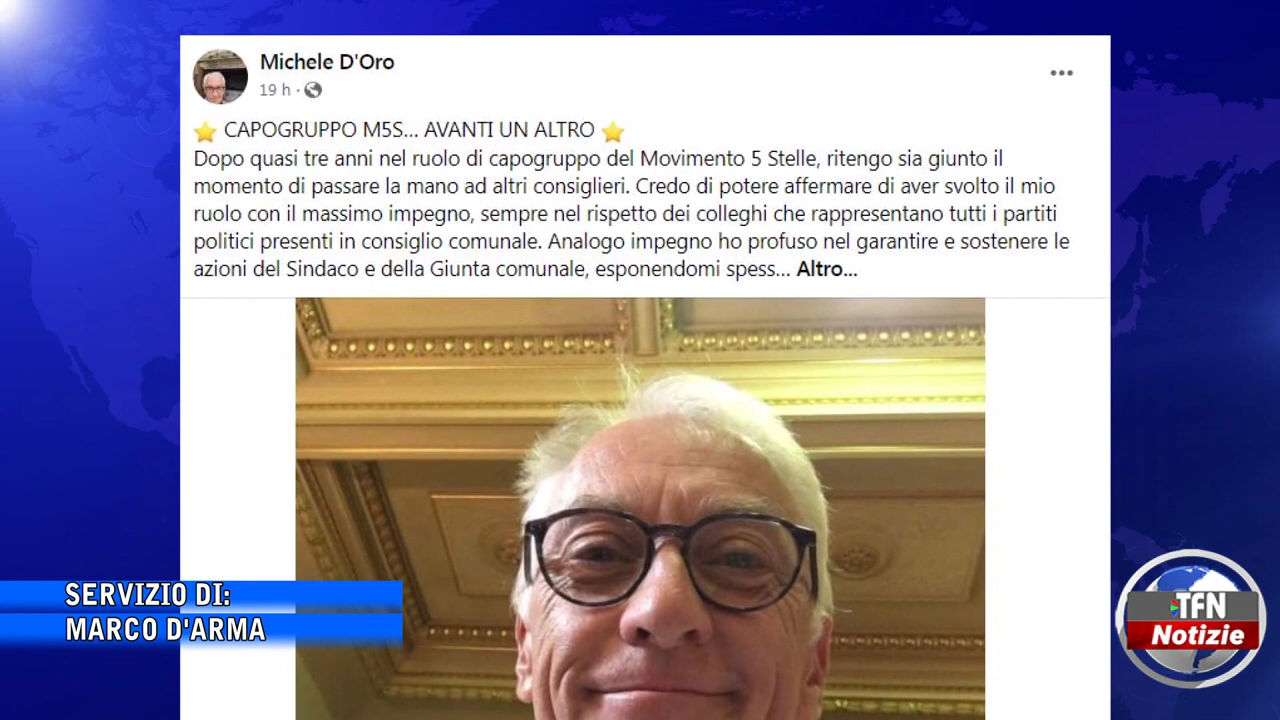 Michele D'Oro
19 h ·
⭐ CAPOGRUPPO M5S... AVANTI UN ALTRO ⭐
Dopo quasi tre anni nel ruolo di capogruppo del Movimento 5 Stelle, ritengo sia giunto il
momento di passare la mano ad altri consiglieri. Credo di potere affermare di aver svolto il mio
ruolo con il massimo impegno, sempre nel rispetto dei colleghi che rappresentano tutti i partiti
politici presenti in consiglio comunale. Analogo impegno ho profuso nel garantire e sostenere le
azioni del Sindaco e della Giunta comunale, esponendomi spess... Altro...
SERVIZIO DI:
MARCO D'ARMA
TFN
Notizie